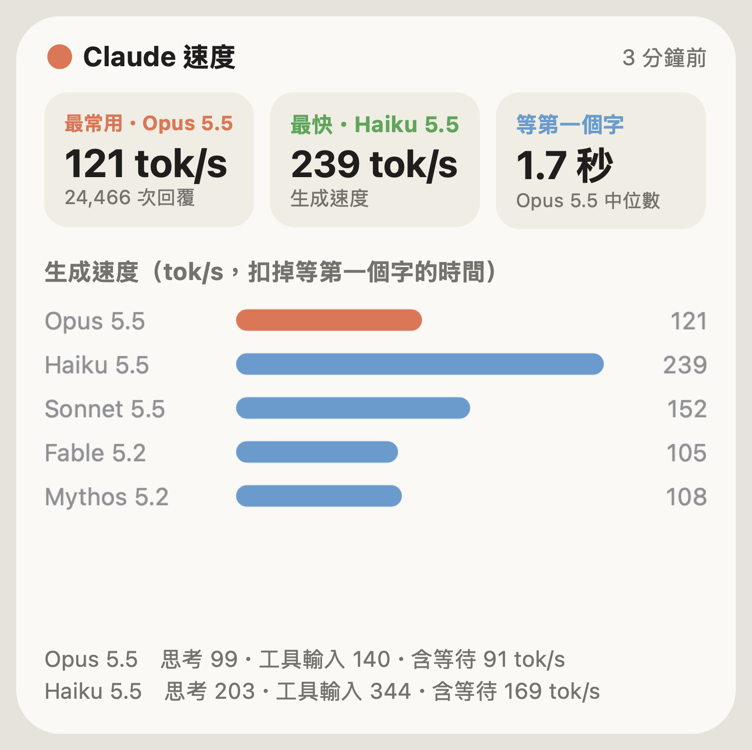 Claude 速度
3 分鐘前
最常用・Opus 5.5
121 tok/s
24,466 次回覆
最快・Haiku 5.5
239 tok/s
生成速度
等第一個字
1.7 秒
Opus 5.5 中位數
生成速度（tok/s，扣掉等第一個字的時間）
Opus 5.5 121
Haiku 5.5 239
Sonnet 5.5 152
Fable 5.2 105
Mythos 5.2 108
Opus 5.5 思考 99・工具輸入 140・含等待 91 tok/s
Haiku 5.5 思考 203・工具輸入 344・含等待 169 tok/s